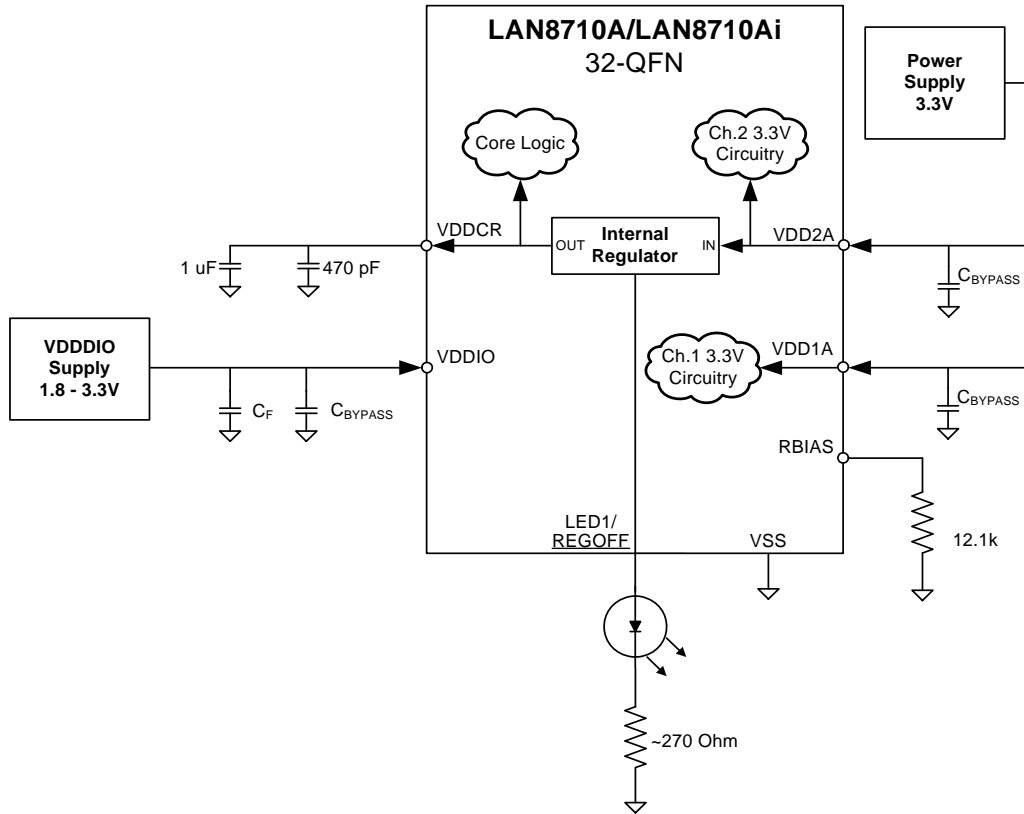 LAN8710A/LAN8710Ai
32-QFN
Power
Supply
3.3V
Core Logic
Ch.2 3.3V
Circuitry
VDDCR
OUT
Internal
Regulator
IN
VDD2A
1 uF
470 pF
CBYPASS
VDDDIO
Supply
1.8 - 3.3V
VDDIO
CF
CBYPASS
Ch.1 3.3V
Circuitry
VDD1A
CBYPASS
RBIAS
12.1k
LED1/
REGOFF
VSS
~270 Ohm